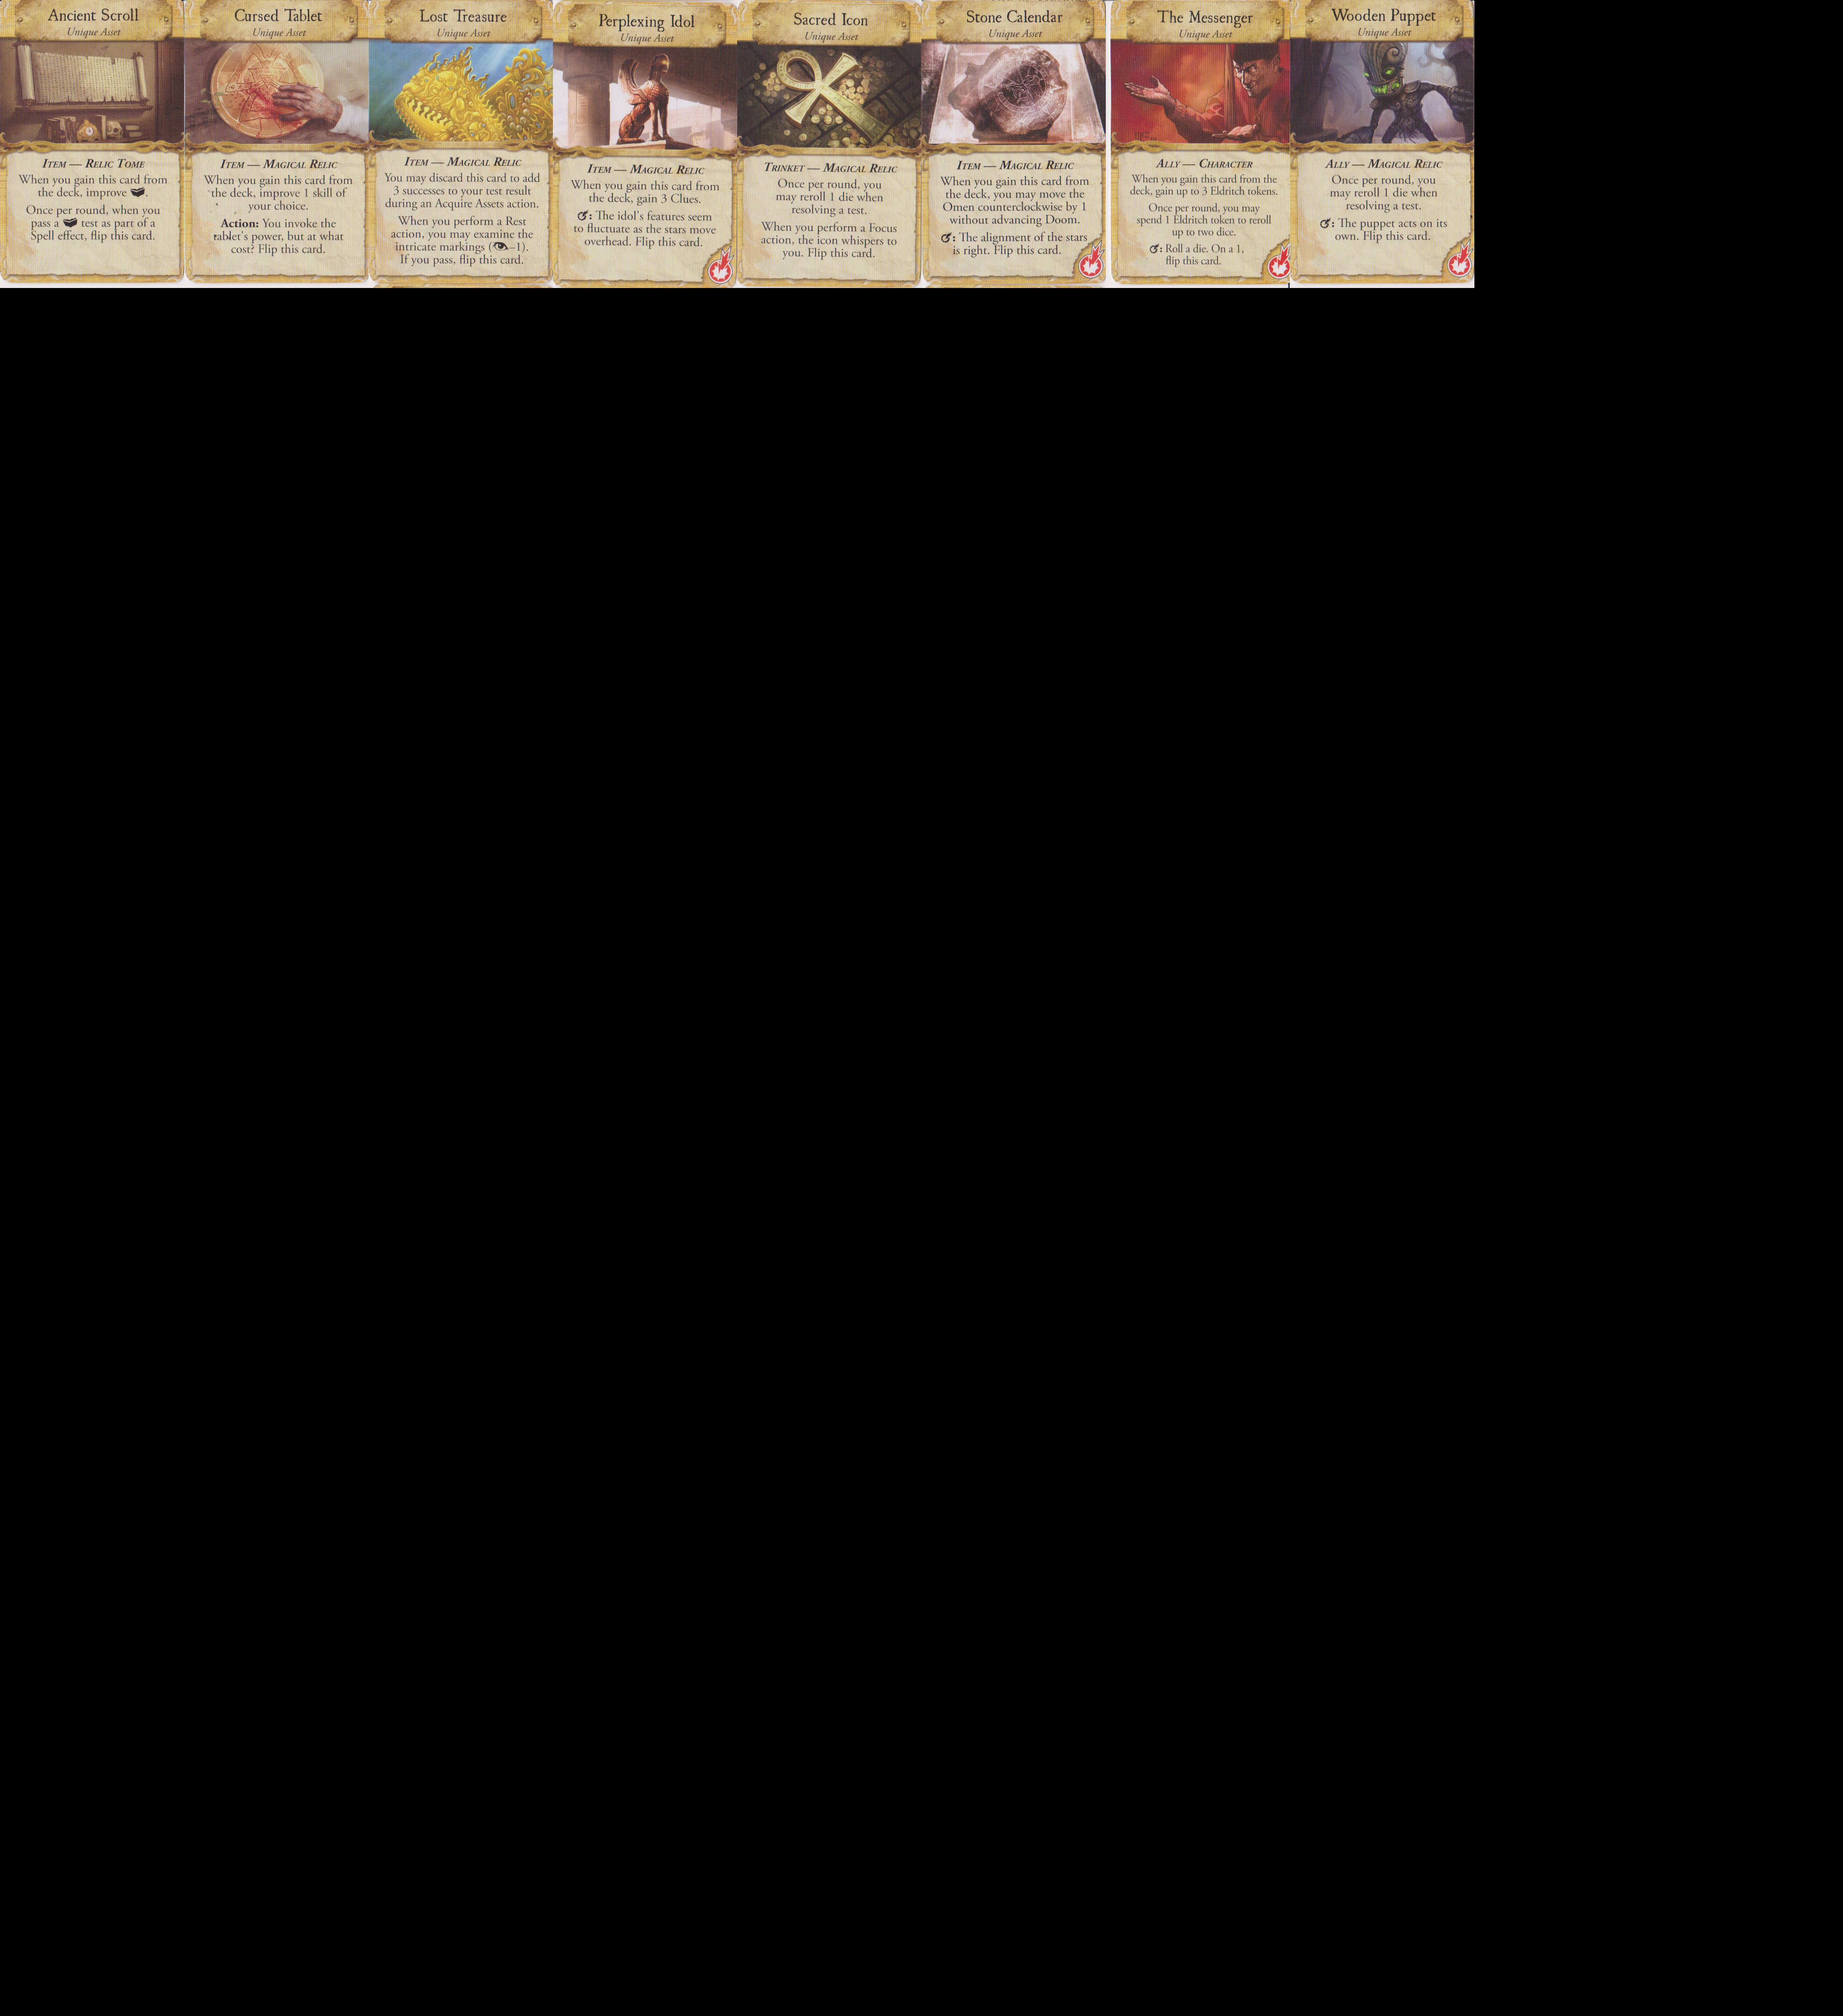 Ancient Scroll
Unique Asset
Item — Relic Tome
When you gain this card from
the deck, improve .
Once per round, when you
pass a test as part of a
Spell effect, flip this card.
Cursed Tablet
Unique Asset
Item — Magical Relic
When you gain this card from
the deck, improve 1 skill of
your choice.
Action: You invoke the
tablet's power, but at what
cost? Flip this card.
Lost Treasure
Unique Asset
Item — Magical Relic
You may discard this card to add
3 successes to your test result
during an Acquire Assets action.
When you perform a Rest
action, you may examine the
intricate markings (–1).
If you pass, flip this card.
Perplexing Idol
Unique Asset
Item — Magical Relic
When you gain this card from
the deck, gain 3 Clues.
: The idol's features seem
to fluctuate as the stars move
overhead. Flip this card.
Sacred Icon
Unique Asset
Trinket — Magical Relic
Once per round, you
may reroll 1 die when
resolving a test.
When you perform a Focus
action, the icon whispers to
you. Flip this card.
Stone Calendar
Unique Asset
Item — Magical Relic
When you gain this card from
the deck, you may move the
Omen counterclockwise by 1
without advancing Doom.
: The alignment of the stars
is right. Flip this card.
The Messenger
Unique Asset
Ally — Character
When you gain this card from the
deck, gain up to 3 Eldritch tokens.
Once per round, you may
spend 1 Eldritch token to reroll
up to two dice.
: Roll a die. On a 1,
flip this card.
Wooden Puppet
Unique Asset
Ally — Magical Relic
Once per round, you
may reroll 1 die when
resolving a test.
: The puppet acts on its
own. Flip this card.